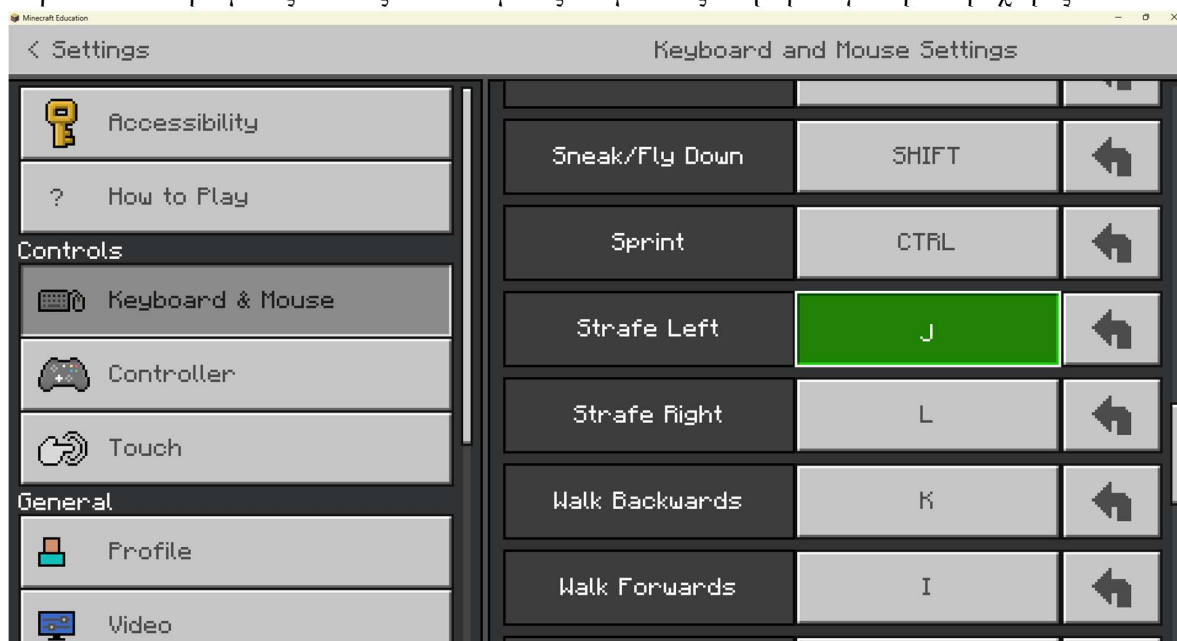 Minecraft Education
< Settings
Keyboard and Mouse Settings
Accessibility
? How to Play
Controls
Keyboard & Mouse
Controller
Touch
General
Profile
Video
Sneak/Fly Down SHIFT
Sprint CTRL
Strafe Left J
Strafe Right L
Walk Backwards K
Walk Forwards I